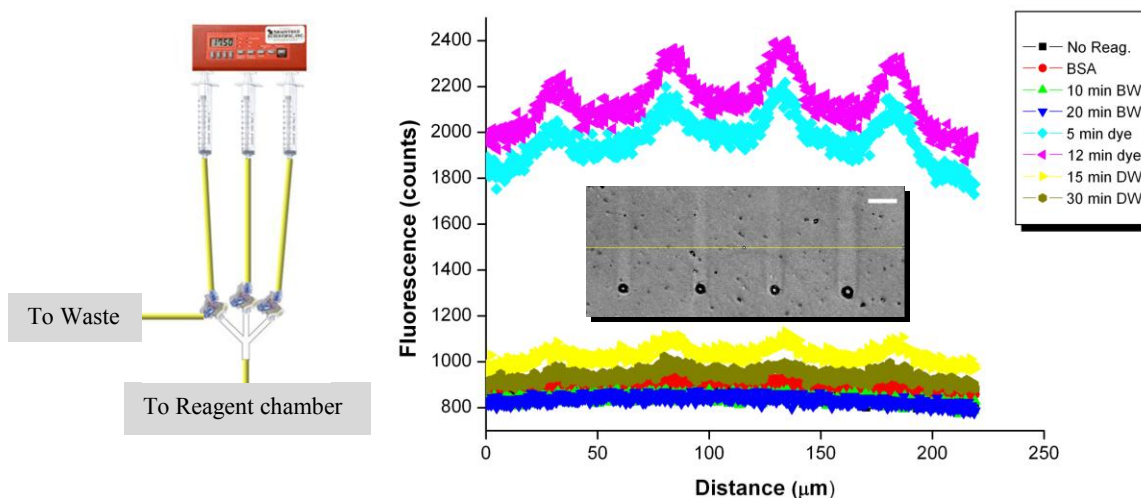 SCIENTIFIC, INC.
To Waste
To Reagent chamber
Fluorescence (counts)
2400
2200
2000
1800
1600
1400
1200
1000
800
0
50
100
150
200
250
Distance (μm)
No Reag.
BSA
10 min BW
20 min BW
5 min dye
12 min dye
15 min DW
30 min DW